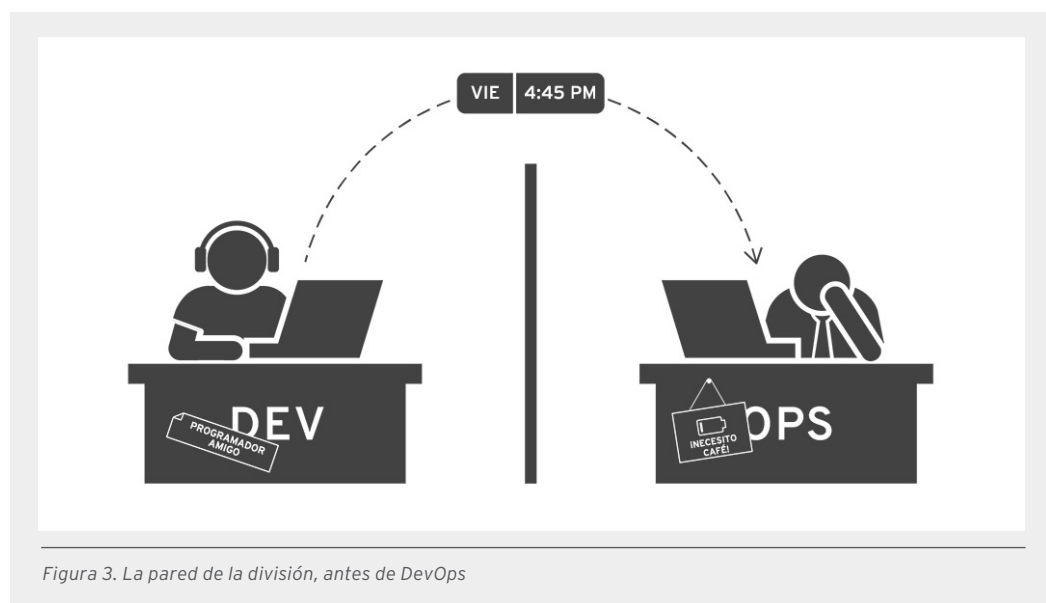 VIE 4:45 PM
DEV
PROGRAMADOR
AMIGO
OPS
¡NECESITO
CAFÉ!
Figura 3. La pared de la división, antes de DevOps